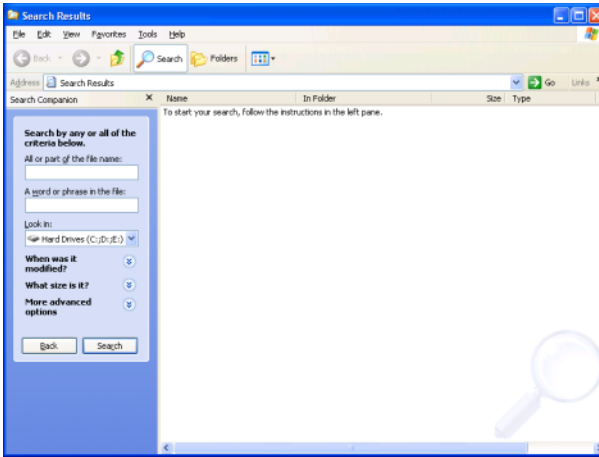 Search Results
File Edit View Favorites Tools Help
Back Search Folders
Address Search Results Go Links
Search Companion Name In Folder Size Type
To start your search, follow the instructions in the left pane.
Search by any or all of the
criteria below.
All or part of the file name:
A word or phrase in the file:
Look in:
Hard Drives (C:;D:;E:)
When was it
modified?
What size is it?
More advanced
options
Back Search